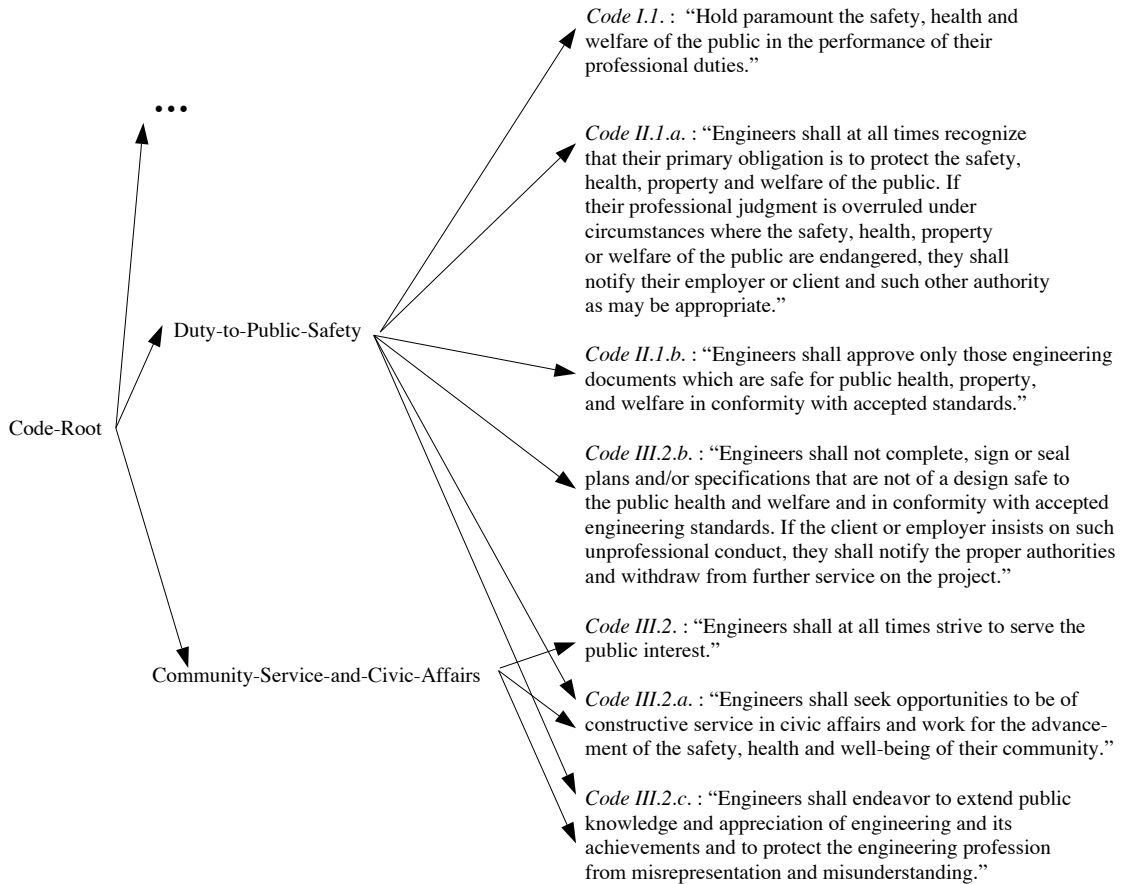 Code I.1. : “Hold paramount the safety, health and
welfare of the public in the performance of their
professional duties.”
...
Code II.1.a. : “Engineers shall at all times recognize
that their primary obligation is to protect the safety,
health, property and welfare of the public. If
their professional judgment is overruled under
circumstances where the safety, health, property
or welfare of the public are endangered, they shall
notify their employer or client and such other authority
as may be appropriate.”
Duty-to-Public-Safety
Code II.1.b. : “Engineers shall approve only those engineering
documents which are safe for public health, property,
and welfare in conformity with accepted standards.”
Code-Root
Code III.2.b. : “Engineers shall not complete, sign or seal
plans and/or specifications that are not of a design safe to
the public health and welfare and in conformity with accepted
engineering standards. If the client or employer insists on such
unprofessional conduct, they shall notify the proper authorities
and withdraw from further service on the project.”
Code III.2. : “Engineers shall at all times strive to serve the
public interest.”
Community-Service-and-Civic-Affairs
Code III.2.a. : “Engineers shall seek opportunities to be of
constructive service in civic affairs and work for the advance-
ment of the safety, health and well-being of their community.”
Code III.2.c. : “Engineers shall endeavor to extend public
knowledge and appreciation of engineering and its
achievements and to protect the engineering profession
from misrepresentation and misunderstanding.”